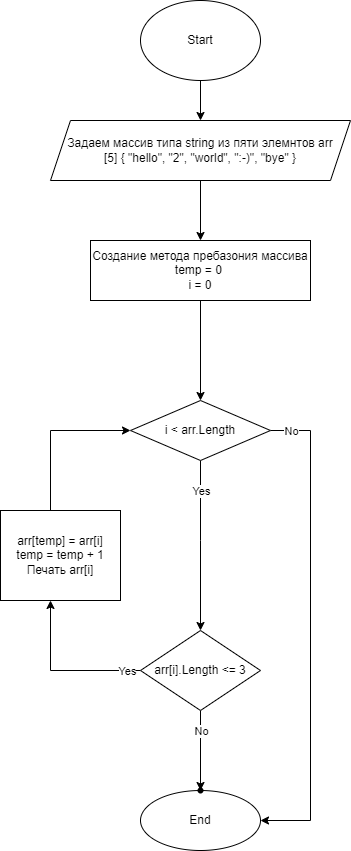 Start
Задаем массив типа string из пяти элемнтов arr
[5] { "hello", "2", "world", ":-)", "bye" }
Создание метода пребазония массива
temp = 0
i = 0
i < arr.Length
No
Yes
arr[temp] = arr[i]
temp = temp + 1
Печать arr[i]
arr[i].Length <= 3
Yes
No
End